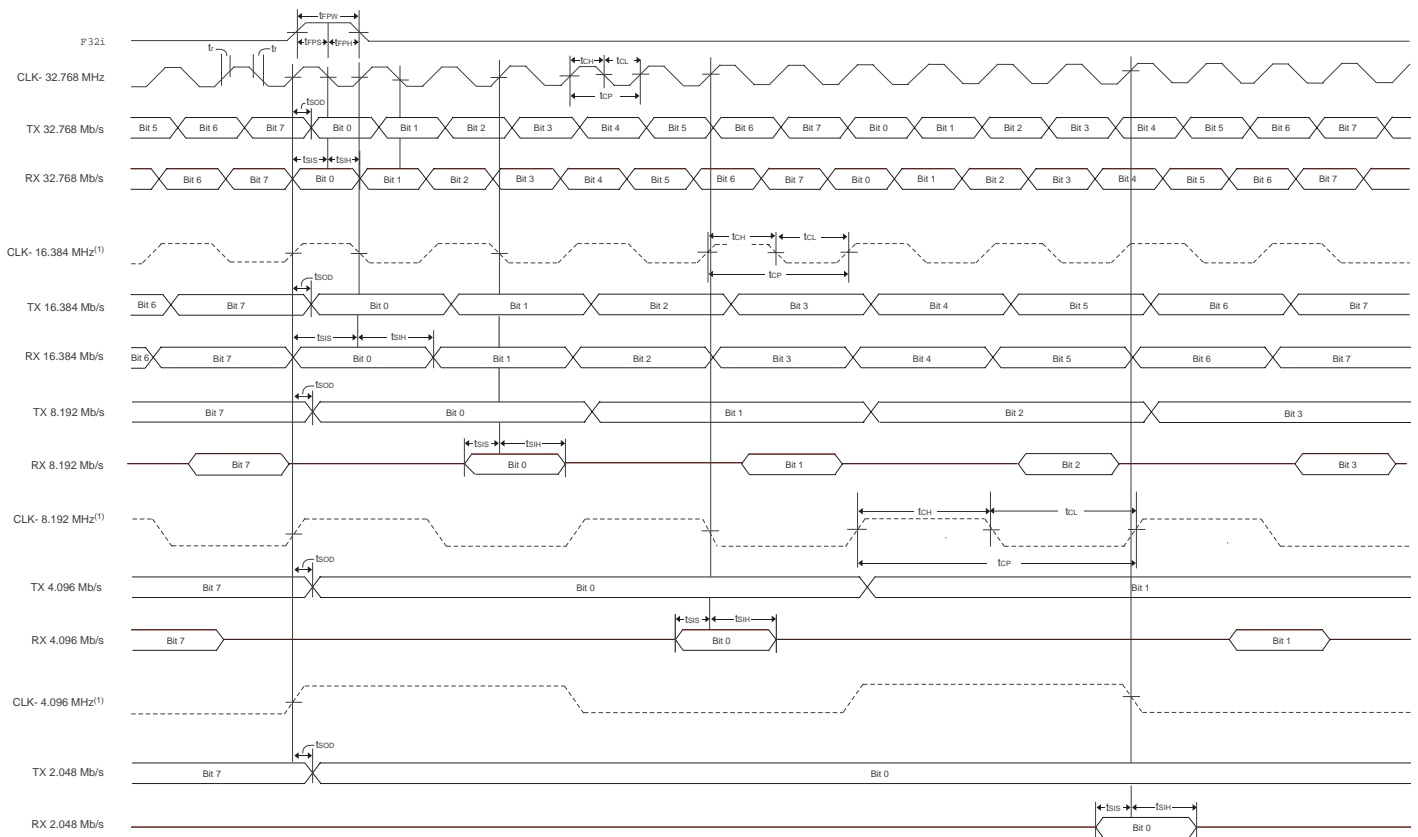 tFPW
F32i
tFPS tFPH
tr tf
CLK- 32.768 MHz
tCH tCL
tCP
tSOD
TX 32.768 Mb/s Bit 5 Bit 6 Bit 7 Bit 0 Bit 1 Bit 2 Bit 3 Bit 4 Bit 5 Bit 6 Bit 7 Bit 0 Bit 1 Bit 2 Bit 3 Bit 4 Bit 5 Bit 6 Bit 7
tSIS tSIH
RX 32.768 Mb/s Bit 6 Bit 7 Bit 0 Bit 1 Bit 2 Bit 3 Bit 4 Bit 5 Bit 6 Bit 7 Bit 0 Bit 1 Bit 2 Bit 3 Bit 4 Bit 5 Bit 6 Bit 7
tCH tCL
CLK- 16.384 MHz(1)
tCP
tSOD
TX 16.384 Mb/s Bit 6 Bit 7 Bit 0 Bit 1 Bit 2 Bit 3 Bit 4 Bit 5 Bit 6 Bit 7
tSIS tSIH
RX 16.384 Mb/s Bit 6 Bit 7 Bit 0 Bit 1 Bit 2 Bit 3 Bit 4 Bit 5 Bit 6 Bit 7
tSOD
TX 8.192 Mb/s Bit 7 Bit 0 Bit 1 Bit 2 Bit 3
tSIS tSIH
RX 8.192 Mb/s Bit 7 Bit 0 Bit 1 Bit 2 Bit 3
tCH tCL
CLK- 8.192 MHz(1)
tCP
tSOD
TX 4.096 Mb/s Bit 7 Bit 0 Bit 1
tSIS tSIH
RX 4.096 Mb/s Bit 7 Bit 0 Bit 1
CLK- 4.096 MHz(1)
tSOD
TX 2.048 Mb/s Bit 7 Bit 0
tSIS tSIH
RX 2.048 Mb/s Bit 0